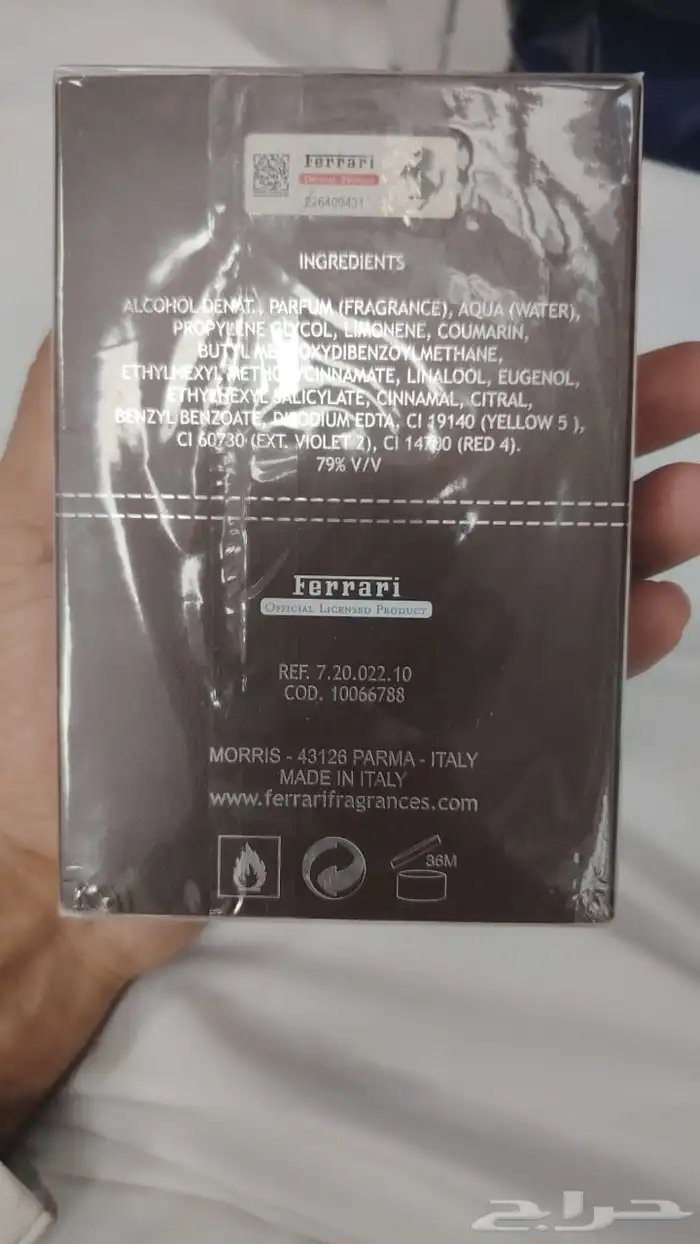 Ferrari
Official Product
226409431
INGREDIENTS
ALCOHOL DENAT., PARFUM (FRAGRANCE), AQUA (WATER),
PROPYLENE GLYCOL, LIMONENE, COUMARIN,
BUTYL METHOXYDIBENZOYLMETHANE,
ETHYLHEXYL METHOXYCINNAMATE, LINALOOL, EUGENOL,
ETHYLHEXYL SALICYLATE, CINNAMAL, CITRAL,
BENZYL BENZOATE, DISODIUM EDTA, CI 19140 (YELLOW 5 ),
CI 60730 (EXT. VIOLET 2), CI 14700 (RED 4).
79% V/V
Ferrari
OFFICIAL LICENSED PRODUCT
REF. 7.20.022.10
COD. 10066788
MORRIS - 43126 PARMA - ITALY
MADE IN ITALY
www.ferrarifragrances.com
36M
حراج